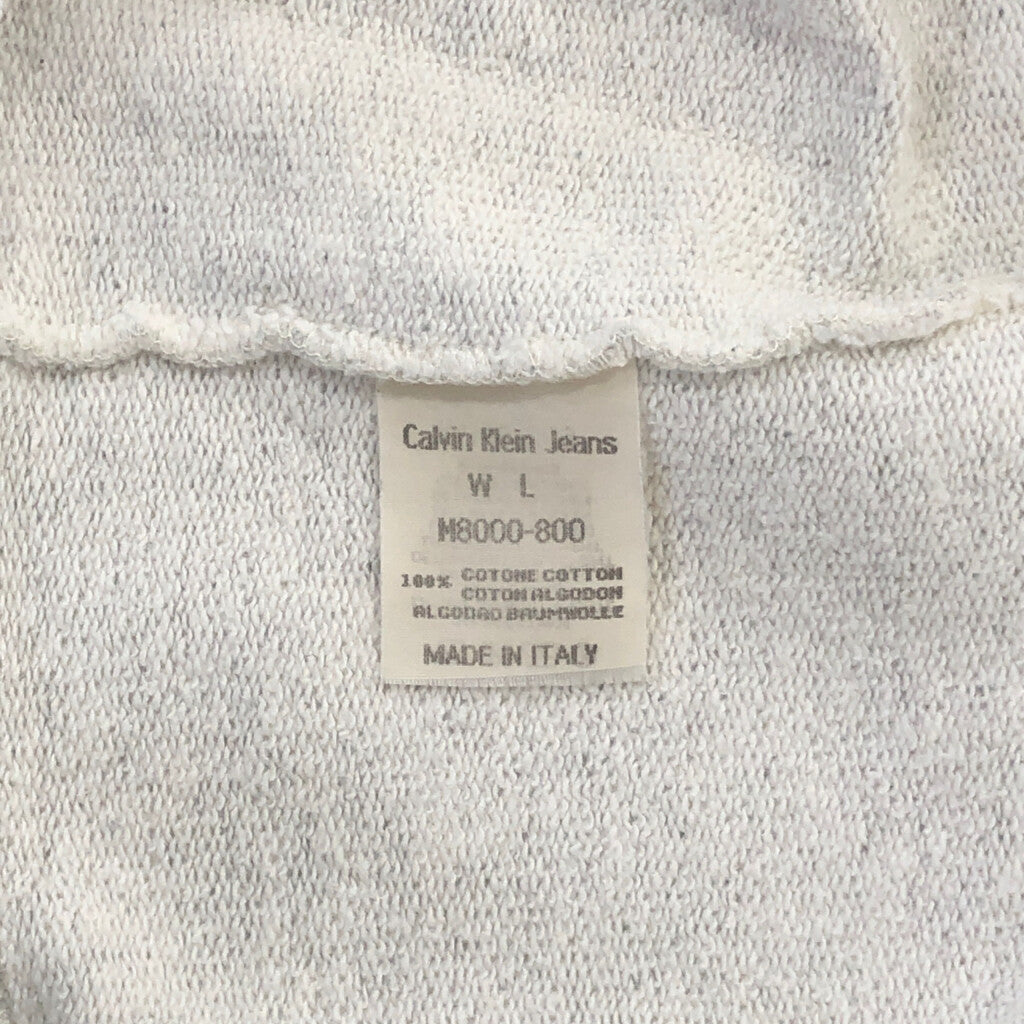 Calvin Klein Jeans
W L
M8000-800
100% COTONE COTTON
COTON ALGODON
ALGODAO BAUMWOLLE
MADE IN ITALY